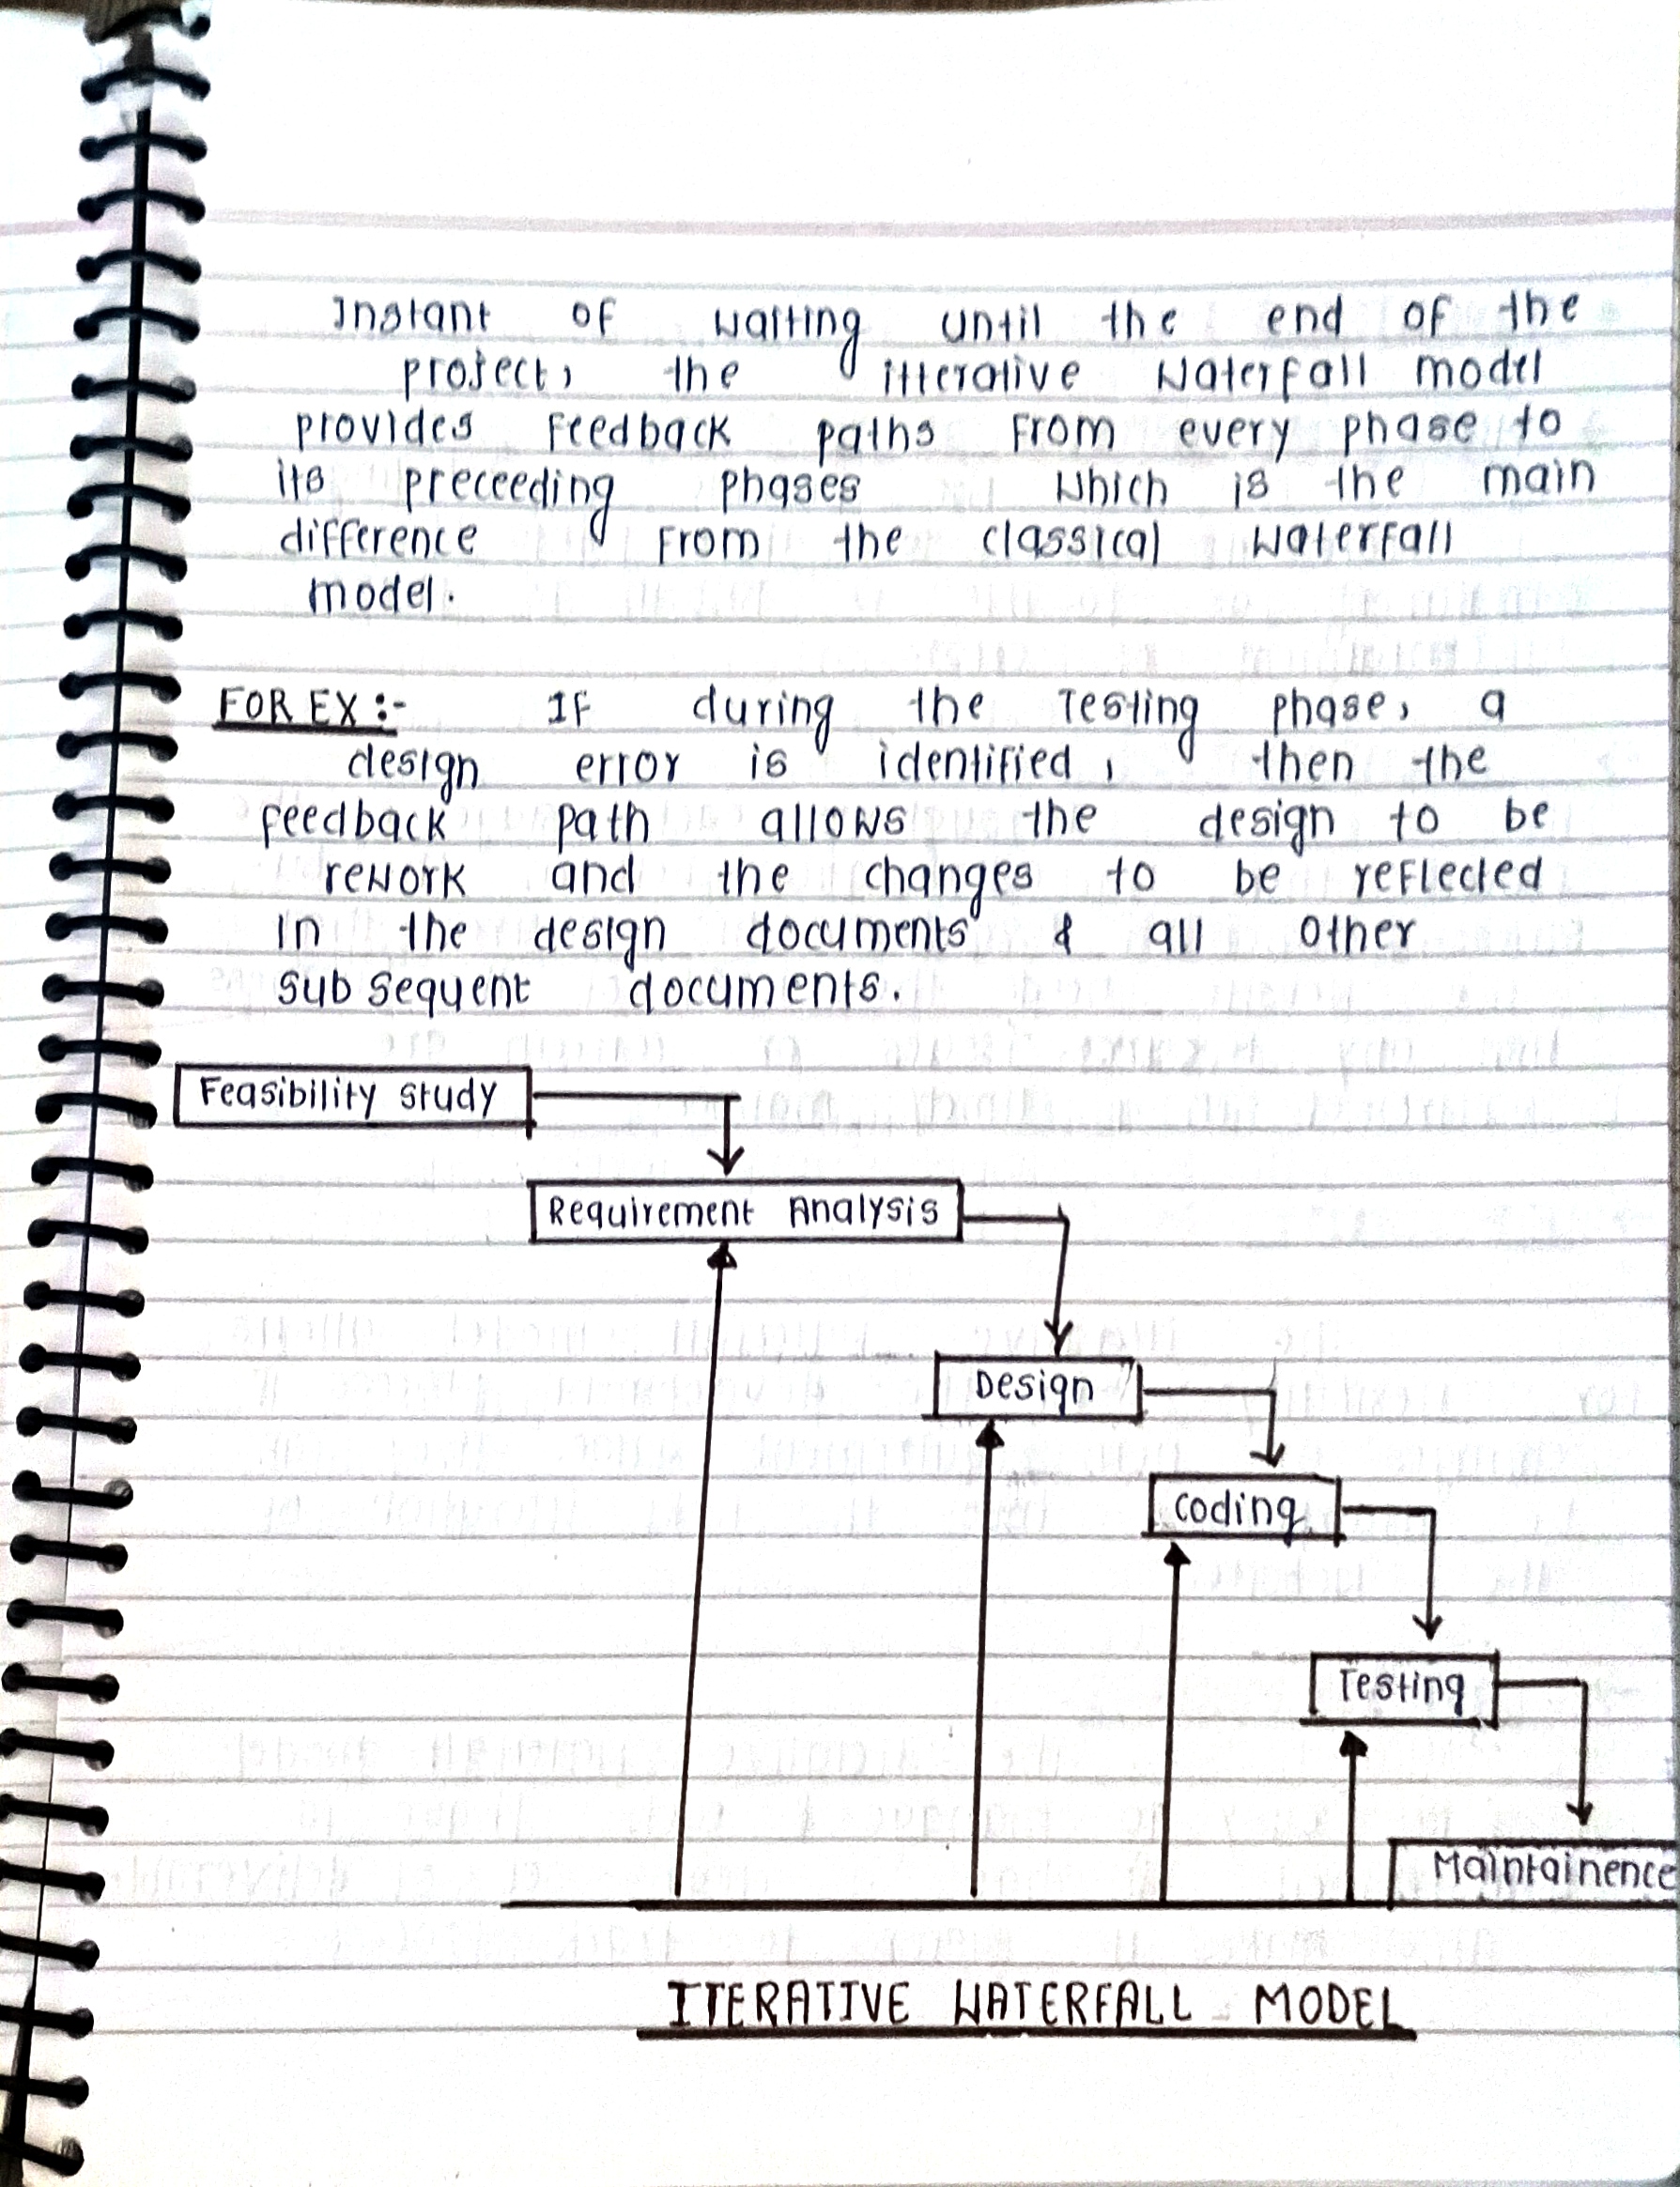 Instant of waiting until the end of the
project, the itterative waterfall model
provides feedback paths from every phase to
its preceeding phases which is the main
difference from the classical waterfall
model.
FOR EX :- If during the Testing phase, a
design error is identified, then the
feedback path allows the design to be
rework and the changes to be reflected
in the design documents & all other
sub sequent documents.
Feasibility study
Requirement Analysis
Design
coding
Testing
Maintainence
ITERATIVE WATERFALL MODEL